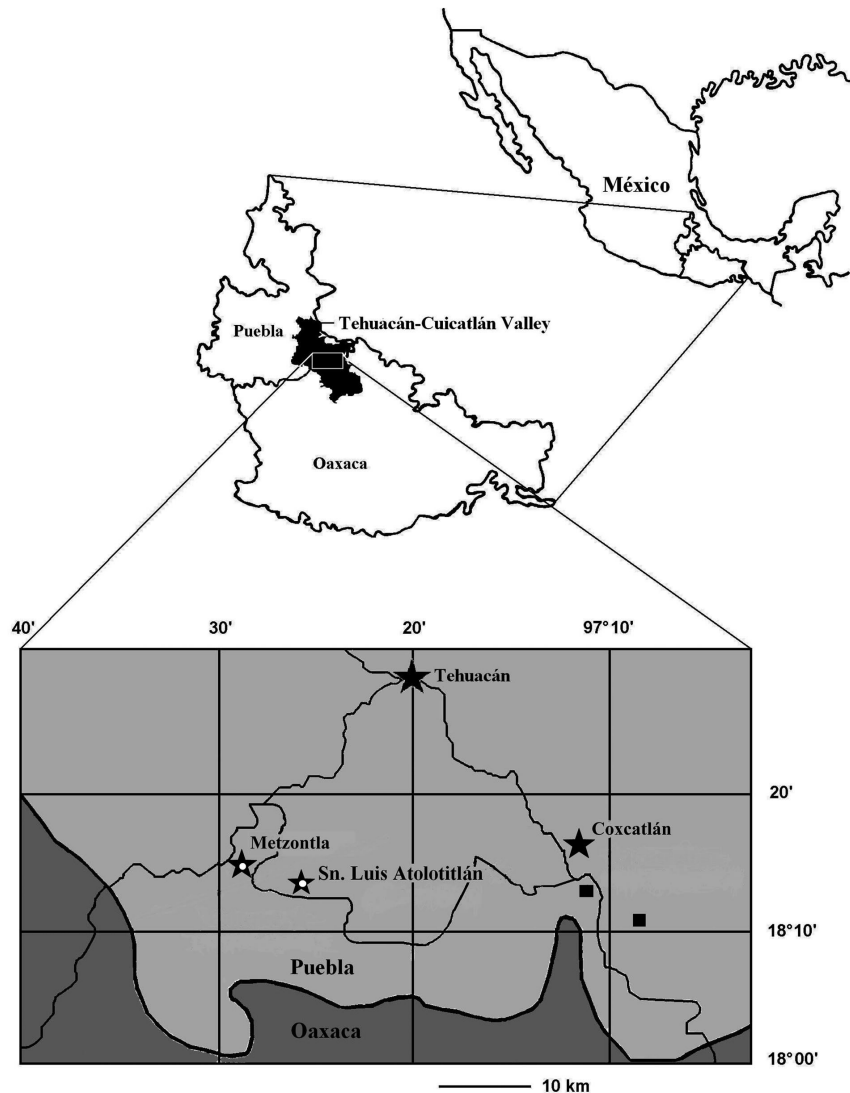 México
Tehuacán-Cuicatlán Valley
Puebla
Oaxaca
40' 30' 20' 97°10'
Tehuacán
20'
Coxcatlán
Metzontla
Sn. Luis Atolotitlán
18°10'
Puebla
Oaxaca
18°00'
10 km